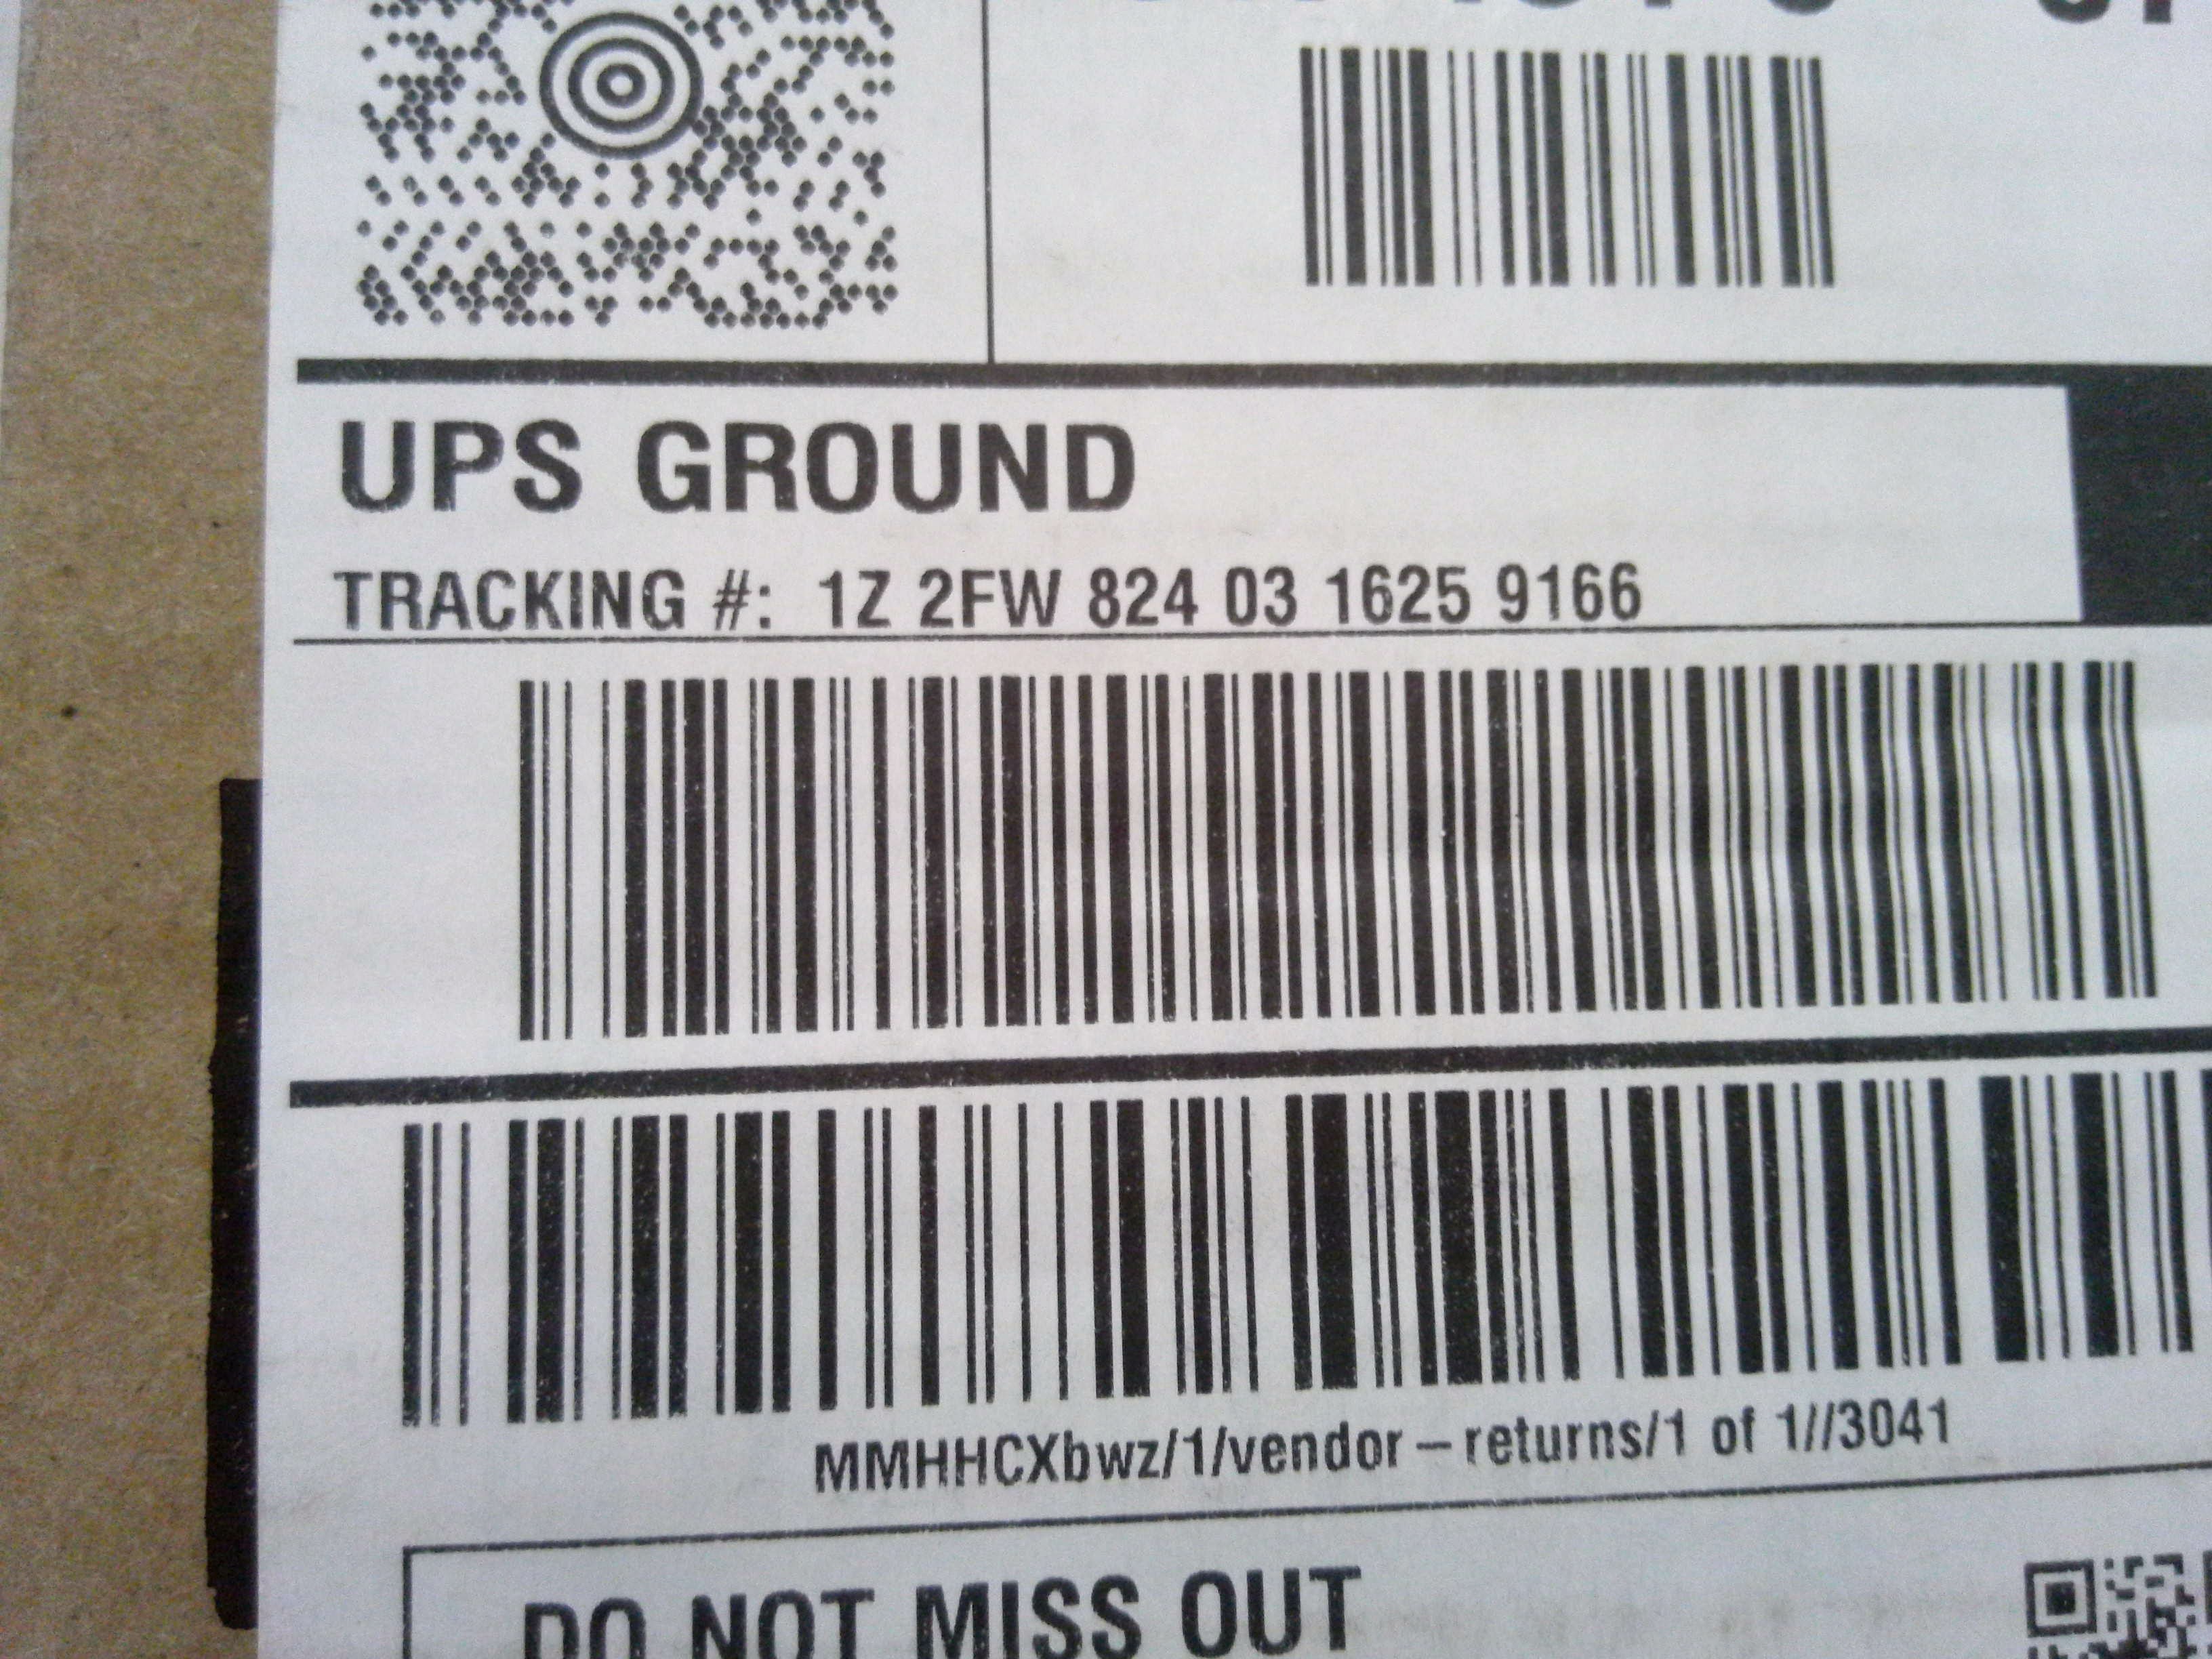 UPS GROUND
TRACKING #: 1Z 2FW 824 03 1625 9166
MMHHCXbwz/1/vendor-returns/1 of 1//3041
DO NOT MISS OUT